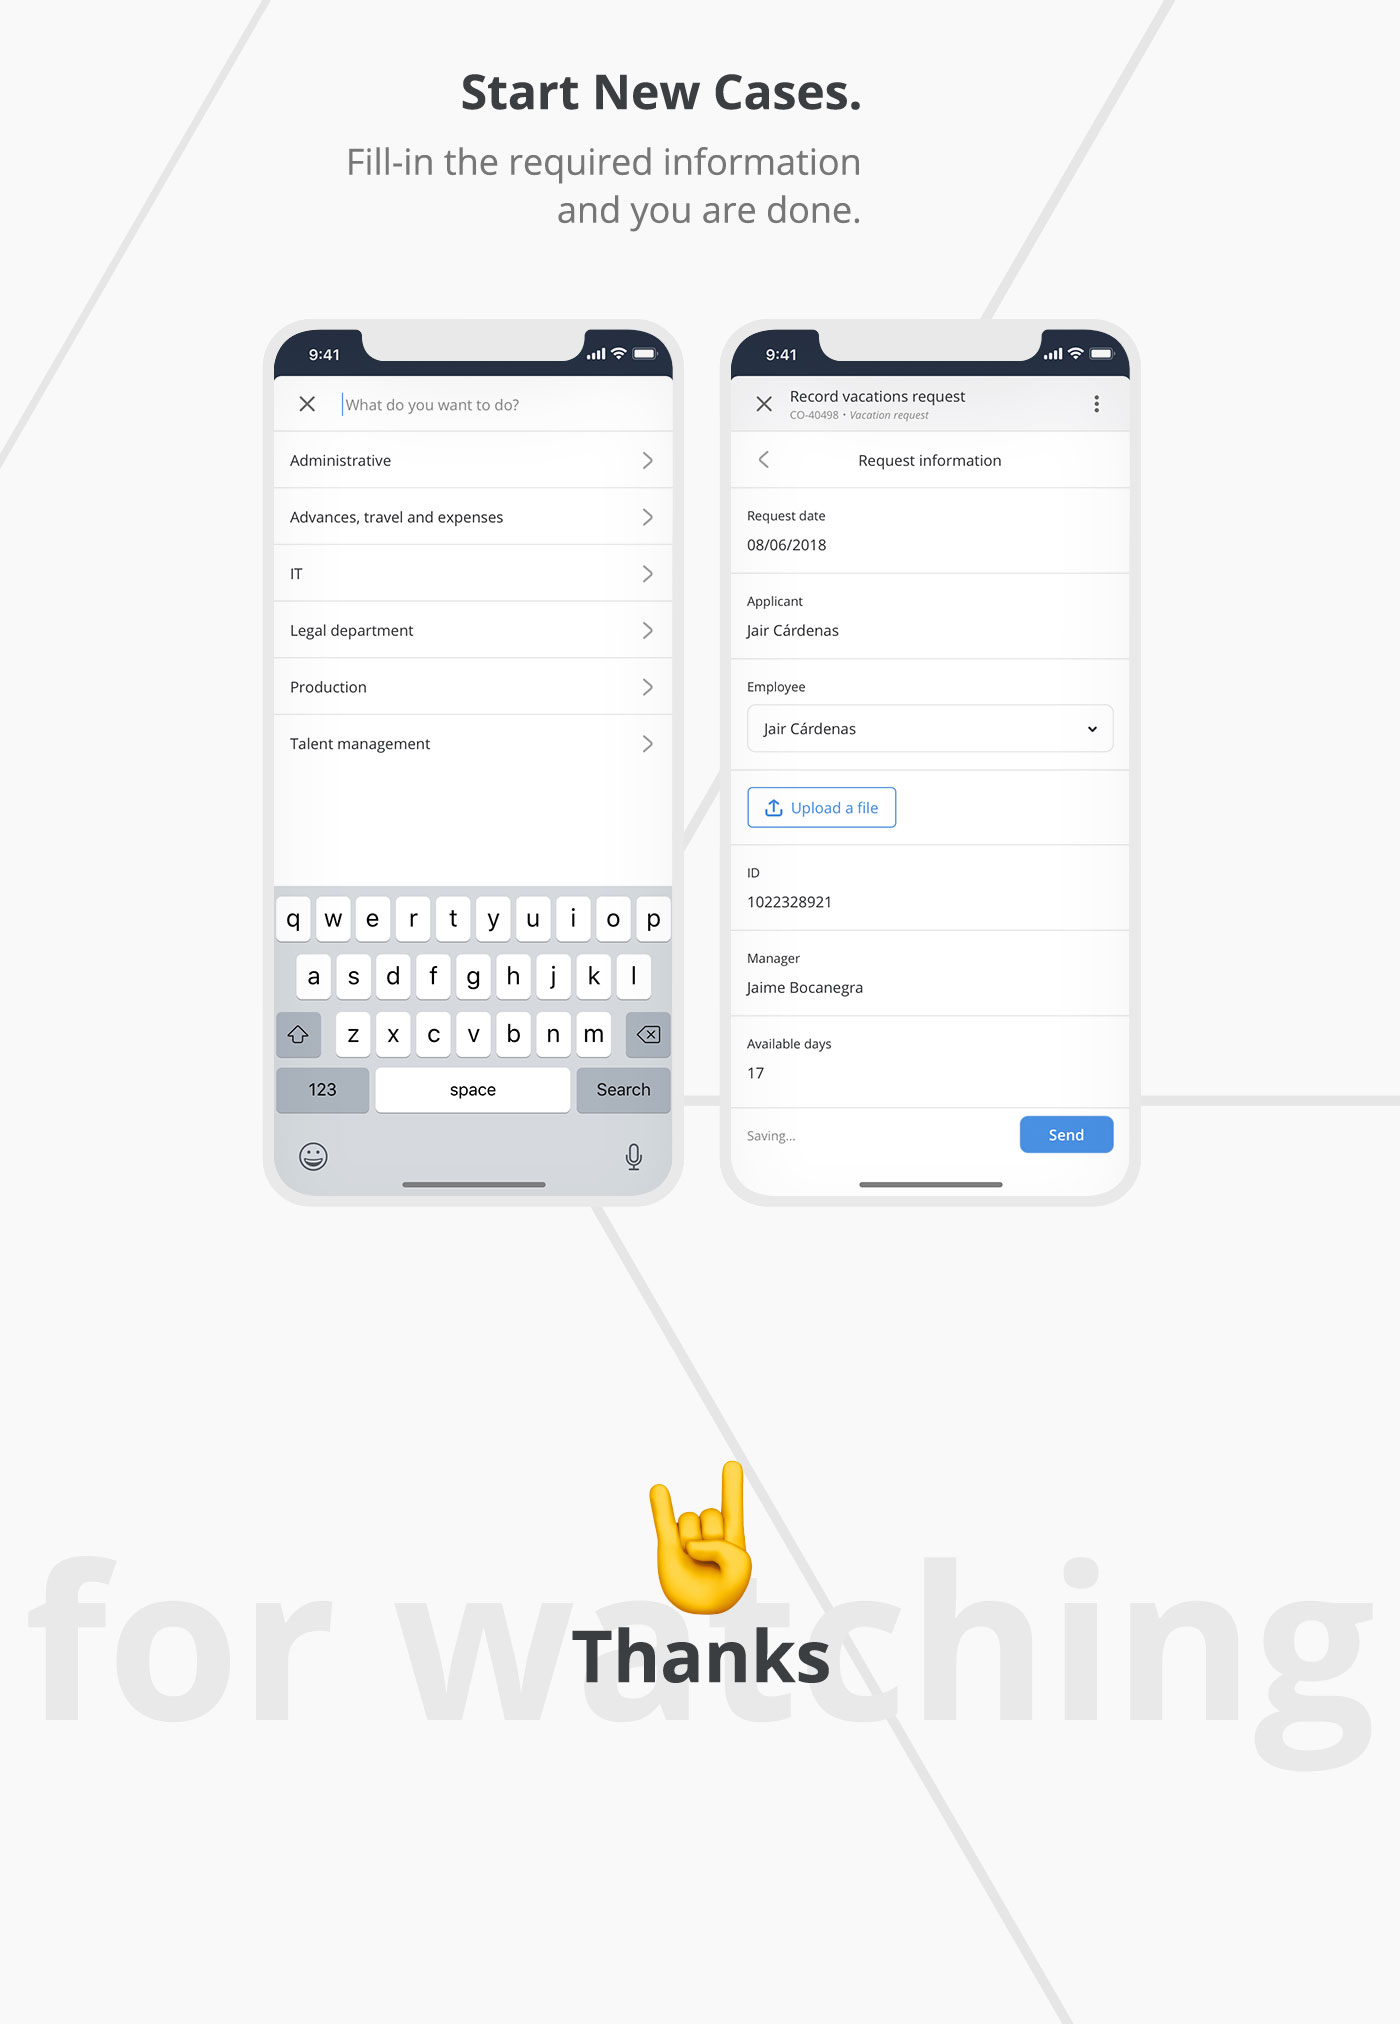 Start New Cases.
Fill-in the required information
and you are done.
9:41
What do you want to do?
Administrative
Advances, travel and expenses
IT
Legal department
Production
Talent management
q w e r t y u i o p
a s d f g h j k l
z x c v b n m
123 space Search
9:41
Record vacations request
CO-40498 • Vacation request
Request information
Request date
08/06/2018
Applicant
Jair Cárdenas
Employee
Jair Cárdenas
Upload a file
ID
1022328921
Manager
Jaime Bocanegra
Available days
17
Saving...
Send
Thanks
for watching